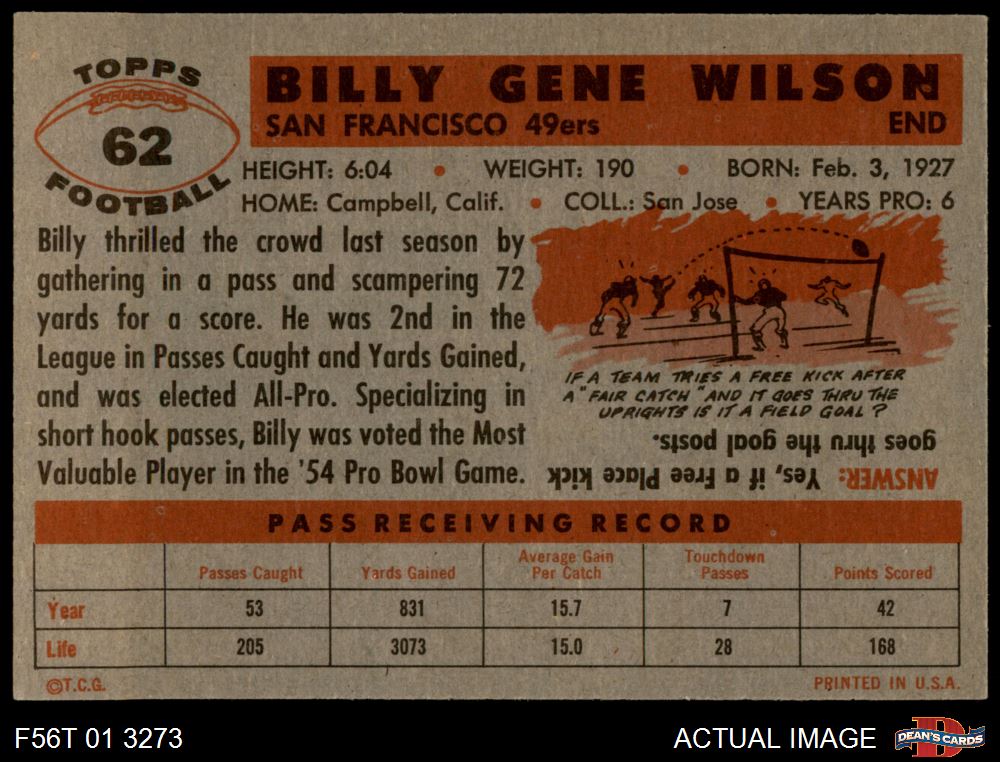 TOPPS
62
FOOTBALL
BILLY GENE WILSON
SAN FRANCISCO 49ers END
HEIGHT: 6:04 • WEIGHT: 190 • BORN: Feb. 3, 1927
HOME: Campbell, Calif. • COLL.: San Jose • YEARS PRO: 6
Billy thrilled the crowd last season by
gathering in a pass and scampering 72
yards for a score. He was 2nd in the
League in Passes Caught and Yards Gained,
and was elected All-Pro. Specializing in
short hook passes, Billy was voted the Most
Valuable Player in the '54 Pro Bowl Game.
IF A TEAM TRIES A FREE KICK AFTER
A "FAIR CATCH" AND IT GOES THRU THE
UPRIGHTS IS IT A FIELD GOAL?
ANSWER: Yes, if a Free Place kick
goes thru the goal posts.
PASS RECEIVING RECORD
Passes Caught Yards Gained Average Gain Per Catch Touchdown Passes Points Scored
Year 53 831 15.7 7 42
Life 205 3073 15.0 28 168
©T.C.G. PRINTED IN U.S.A.
F56T 01 3273 ACTUAL IMAGE DEAN'S CARDS